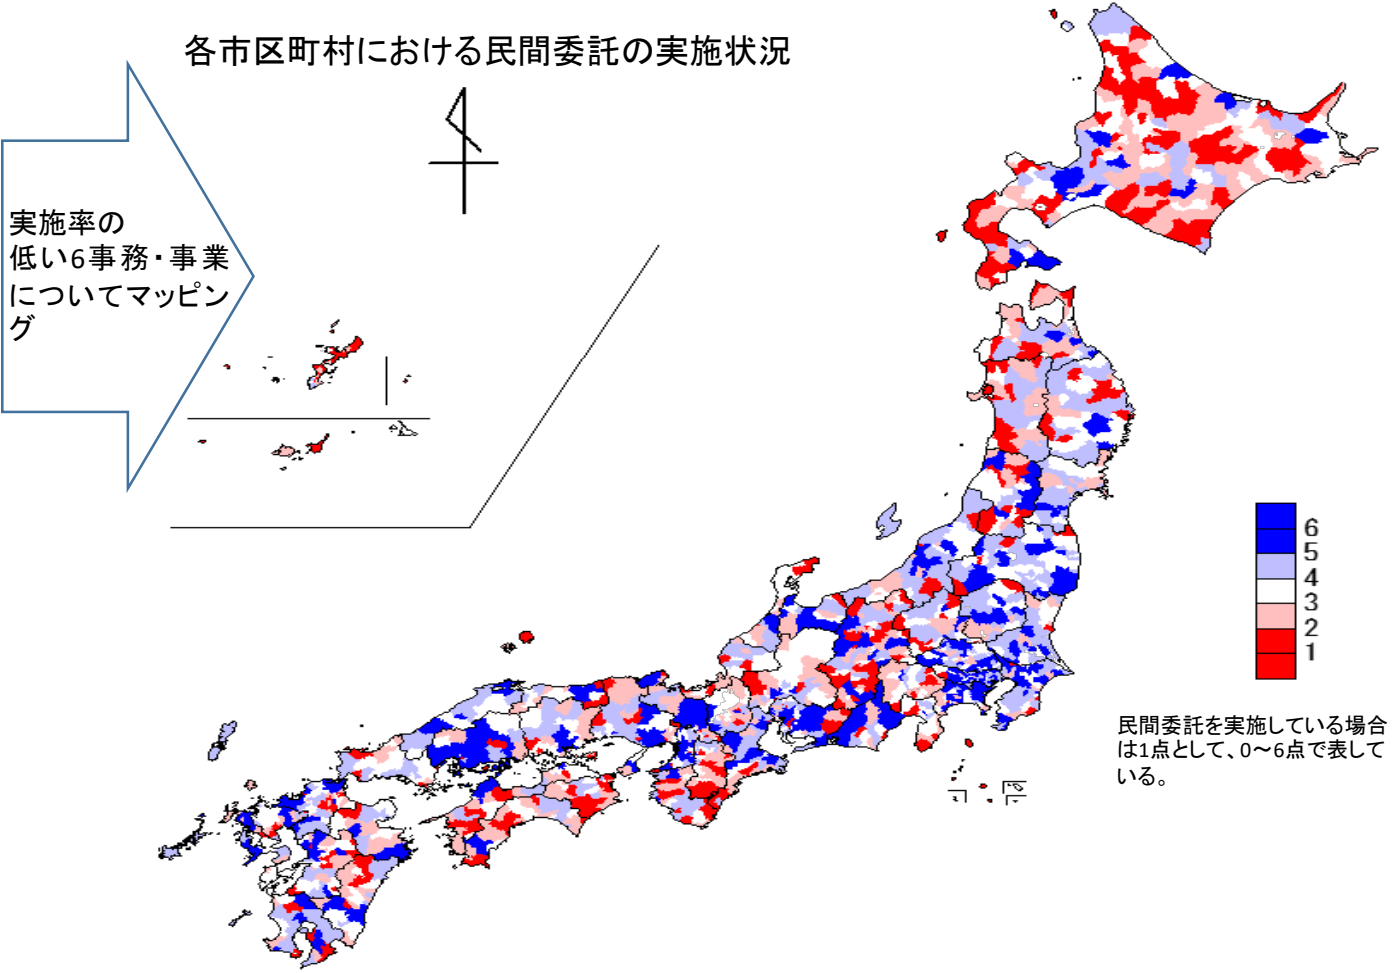 各市区町村における民間委託の実施状況
実施率の
低い6事務・事業
についてマッピン
グ
6
5
4
3
2
1
民間委託を実施している場合
は1点として、0～6点で表して
いる。